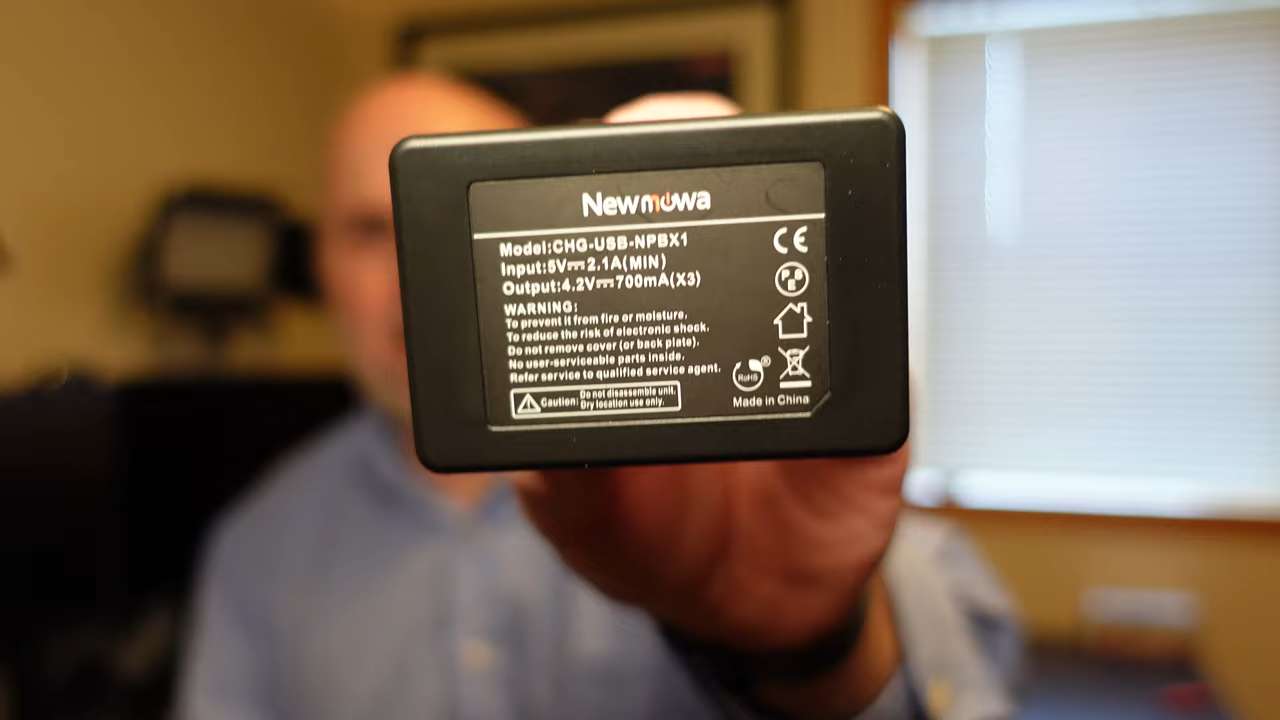 Newmowa
Model:CHG-USB-NPBX1
Input:5V⎓2.1A(MIN)
Output:4.2V⎓700mA(X3)
WARNING:
To prevent it from fire or moisture.
To reduce the risk of electronic shock.
Do not remove cover (or back plate).
No user-serviceable parts inside.
Refer service to qualified service agent.
Caution: Do not disassemble unit.
Dry location use only.
CE
PSE
RoHS®
Made in China